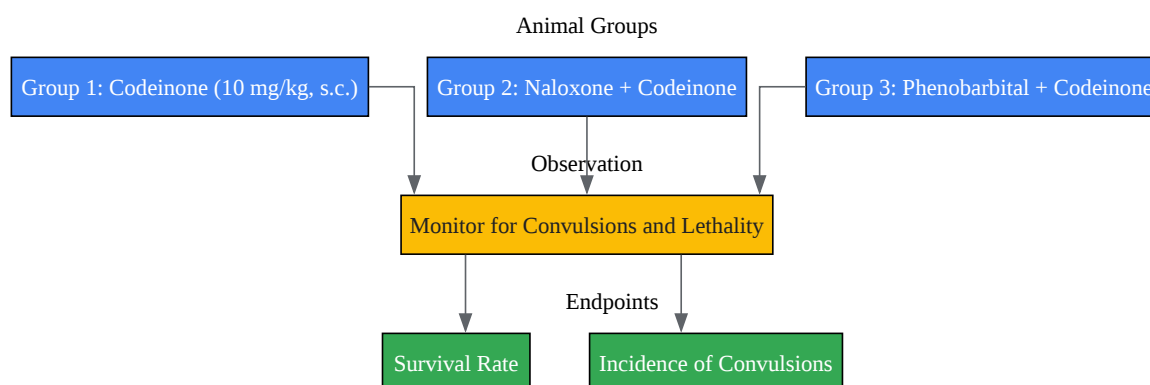 Animal Groups
Group 1: Codeinone (10 mg/kg, s.c.)
Group 2: Naloxone + Codeinone
Group 3: Phenobarbital + Codeinone
Observation
Monitor for Convulsions and Lethality
Endpoints
Survival Rate
Incidence of Convulsions